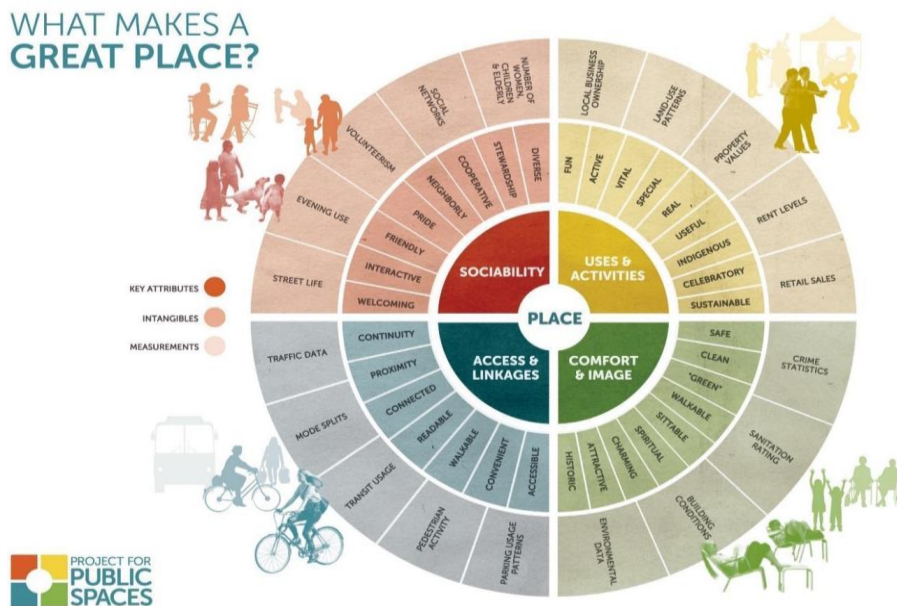 WHAT MAKES A
GREAT PLACE?
KEY ATTRIBUTES
INTANGIBLES
MEASUREMENTS
PLACE
SOCIABILITY
WELCOMING
INTERACTIVE
FRIENDLY
PRIDE
NEIGHBORLY
COOPERATIVE
STEWARDSHIP
DIVERSE
STREET LIFE
EVENING USE
VOLUNTEERISM
SOCIAL
NETWORKS
NUMBER OF
WOMEN,
CHILDREN
& ELDERLY
USES &
ACTIVITIES
FUN
ACTIVE
VITAL
SPECIAL
REAL
USEFUL
INDIGENOUS
CELEBRATORY
SUSTAINABLE
LOCAL BUSINESS
OWNERSHIP
LAND-USE
PATTERNS
PROPERTY
VALUES
RENT LEVELS
RETAIL SALES
COMFORT
& IMAGE
SAFE
CLEAN
"GREEN"
WALKABLE
SITTABLE
SPIRITUAL
CHARMING
ATTRACTIVE
HISTORIC
CRIME
STATISTICS
SANITATION
RATING
BUILDING
CONDITIONS
ENVIRONMENTAL
DATA
ACCESS &
LINKAGES
CONTINUITY
PROXIMITY
CONNECTED
READABLE
WALKABLE
CONVENIENT
ACCESSIBLE
TRAFFIC DATA
MODE SPLITS
TRANSIT USAGE
PEDESTRIAN
ACTIVITY
PARKING USAGE
PATTERNS
PROJECT FOR
PUBLIC
SPACES